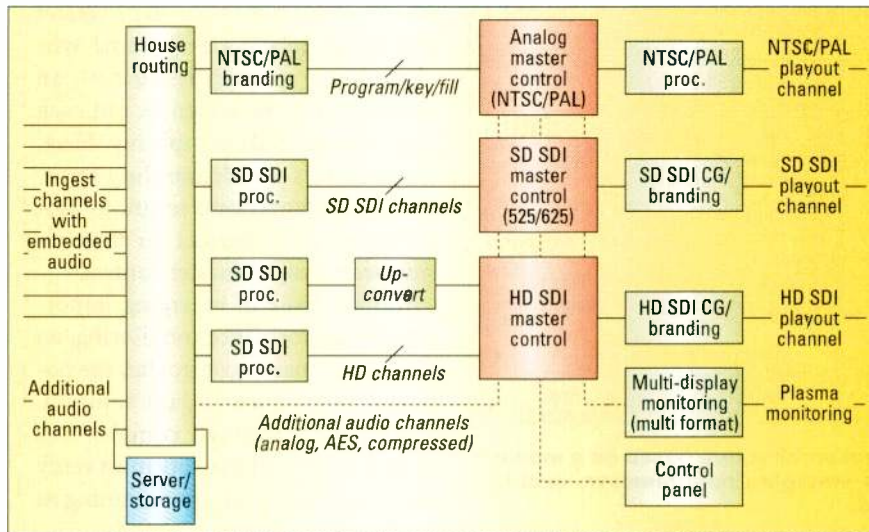 House
routing
NTSC/PAL
branding
Program/key/fill
Analog
master
control
(NTSC/PAL)
NTSC/PAL
proc.
NTSC/PAL
playout
channel
Ingest
channels
with
embedded
audio
SD SDI
proc.
SD SDI channels
SD SDI
master
control
(525/625)
SD SDI CG/
branding
SD SDI
playout
channel
SD SDI
proc.
Up-
convert
HD SDI
master
control
HD SDI CG/
branding
HD SDI
playout
channel
SD SDI
proc.
HD channels
Additional
audio
channels
Additional audio channels
(analog, AES, compressed)
Multi-display
monitoring
(multi format)
Plasma
monitoring
Server/
storage
Control
panel